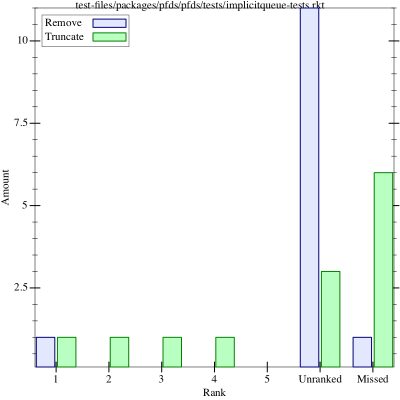 test-files/packages/pfds/pfds/tests/implicitqueue-tests.rkt
Remove
Truncate
10
7.5
5
2.5
Amount
1 2 3 4 5 Unranked Missed
Rank